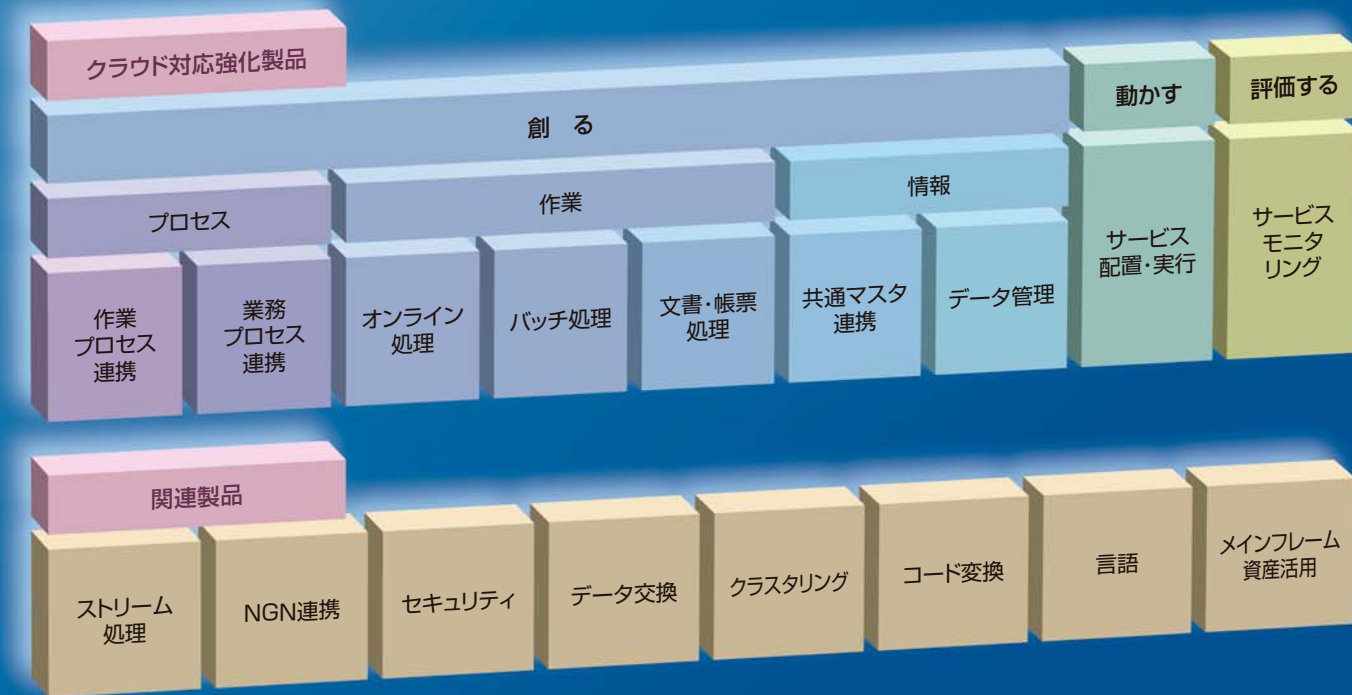 クラウド対応強化製品
創 る
動かす
評価する
プロセス
作業
情報
作業
プロセス
連携
業務
プロセス
連携
オンライン
処理
バッチ処理
文書・帳票
処理
共通マスタ
連携
データ管理
サービス
配置・実行
サービス
モニタ
リング
関連製品
ストリーム
処理
NGN連携
セキュリティ
データ交換
クラスタリング
コード変換
言語
メインフレーム
資産活用